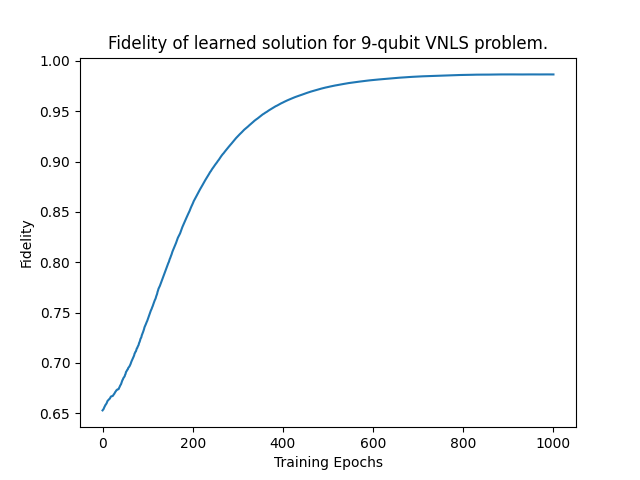 Fidelity of learned solution for 9-qubit VNLS problem.
1.00
0.95
0.90
0.85
0.80
0.75
0.70
0.65
Fidelity
0 200 400 600 800 1000
Training Epochs